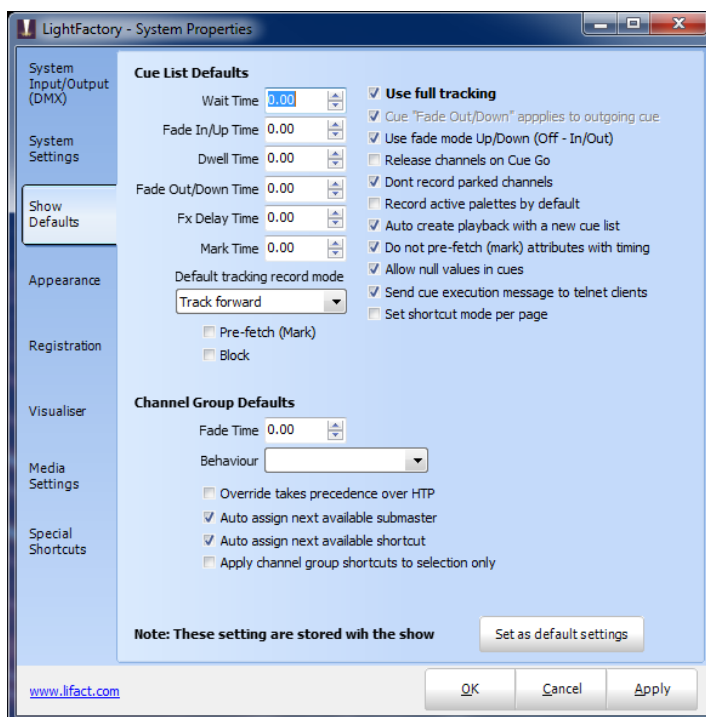 LightFactory - System Properties
System
Input/Output
(DMX)
System
Settings
Show
Defaults
Appearance
Registration
Visualiser
Media
Settings
Special
Shortcuts
Cue List Defaults
Wait Time 0.00
Fade In/Up Time 0.00
Dwell Time 0.00
Fade Out/Down Time 0.00
Fx Delay Time 0.00
Mark Time 0.00
Default tracking record mode
Track forward
Pre-fetch (Mark)
Block
Use full tracking
Cue "Fade Out/Down" appplies to outgoing cue
Use fade mode Up/Down (Off - In/Out)
Release channels on Cue Go
Dont record parked channels
Record active palettes by default
Auto create playback with a new cue list
Do not pre-fetch (mark) attributes with timing
Allow null values in cues
Send cue execution message to telnet clients
Set shortcut mode per page
Channel Group Defaults
Fade Time 0.00
Behaviour
Override takes precedence over HTP
Auto assign next available submaster
Auto assign next available shortcut
Apply channel group shortcuts to selection only
Note: These setting are stored wih the show
Set as default settings
www.lifact.com
OK
Cancel
Apply